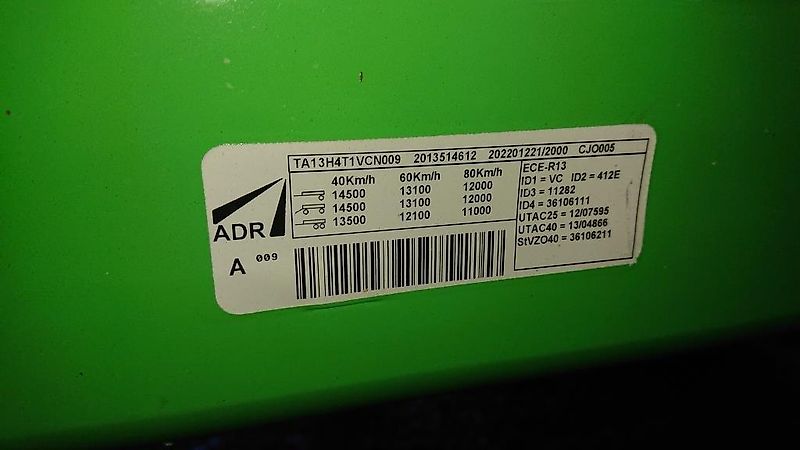 TA13H4T1VCN009 2013514612 202201221/2000 CJO005
40Km/h 60Km/h 80Km/h
14500 13100 12000
14500 13100 12000
13500 12100 11000
ECE-R13
ID1 = VC ID2 = 412E
ID3 = 11282
ID4 = 36106111
UTAC25 = 12/07595
UTAC40 = 13/04866
StVZO40 = 36106211
ADR
A 009